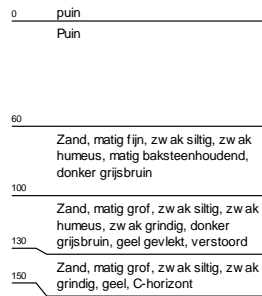 0 puin
Puin
60
Zand, matig fijn, zwak siltig, zwak
humeus, matig baksteenhoudend,
donker grijsbruin
100
Zand, matig grof, zwak siltig, zwak
humeus, zwak grindig, donker
130 grijsbruin, geel gevlekt, verstoord
Zand, matig grof, zwak siltig, zwak
150 grindig, geel, C-horizont